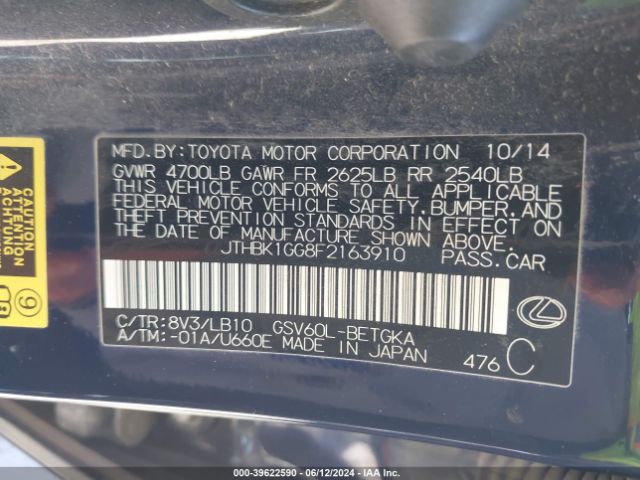 MFD.BY:TOYOTA MOTOR CORPORATION 10/14
GVWR 4700LB GAWR FR 2625LB RR 2540LB
THIS VEHICLE CONFORMS TO ALL APPLICABLE
FEDERAL MOTOR VEHICLE SAFETY,BUMPER,AND
THEFT PREVENTION STANDARDS IN EFFECT ON
THE DATE OF MANUFACTURE SHOWN ABOVE.
JTHBK1GG8F2163910 PASS.CAR
C/TR:8V3/LB10 GSV60L-BETGKA
A/TM:-01A/U660E MADE IN JAPAN
476 C
CAUTION
ACHTUNG
9
000-39622590 - 06/12/2024 - IAA Inc.